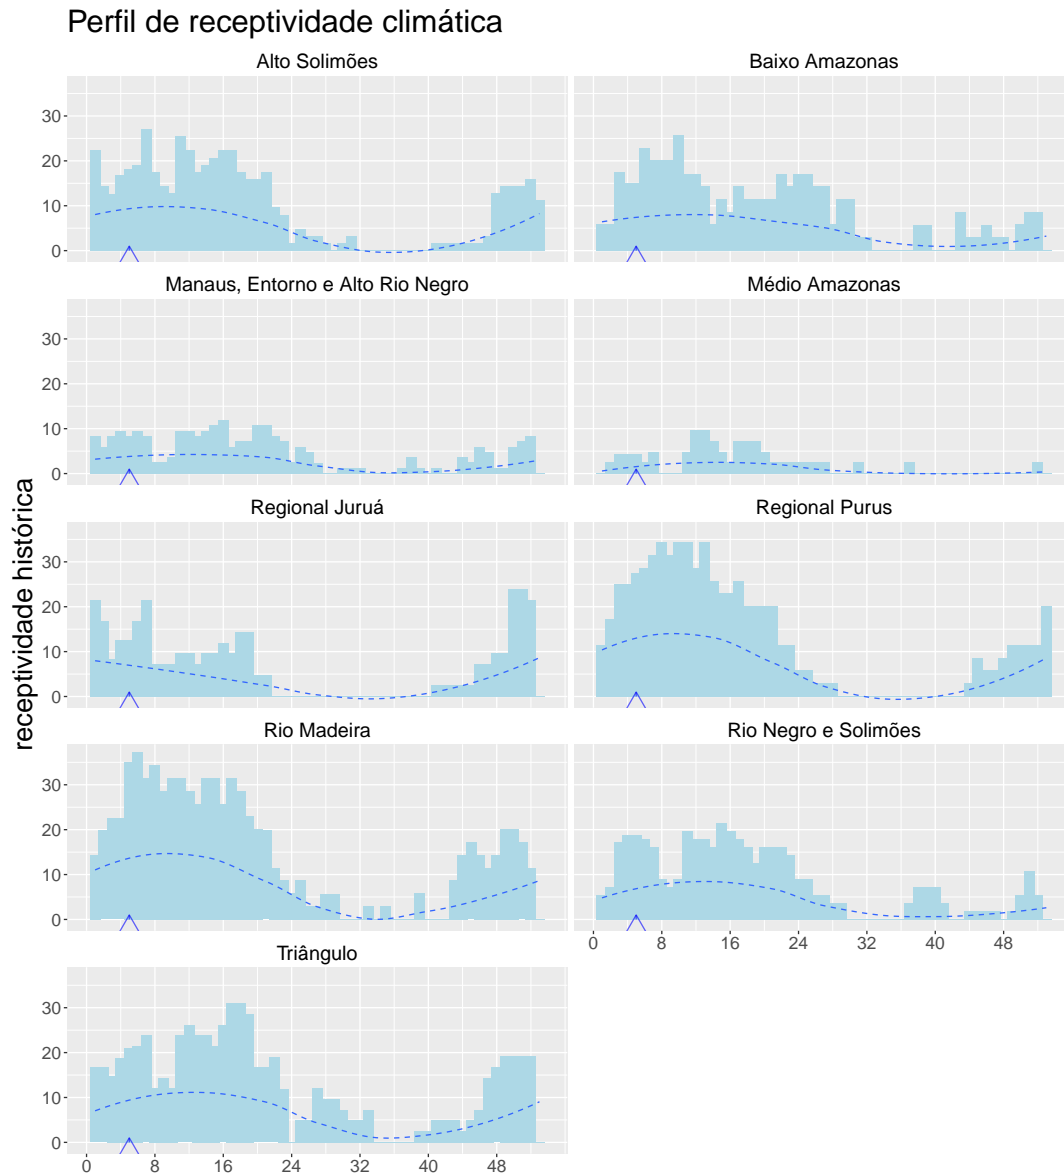 Perfil de receptividade climática
Alto Solimões
Baixo Amazonas
30
20
10
0
Manaus, Entorno e Alto Rio Negro
Médio Amazonas
30
20
10
0
Regional Juruá
Regional Purus
30
20
10
0
receptividade histórica
Rio Madeira
Rio Negro e Solimões
30
20
10
0
0 8 16 24 32 40 48
Triângulo
30
20
10
0
0 8 16 24 32 40 48